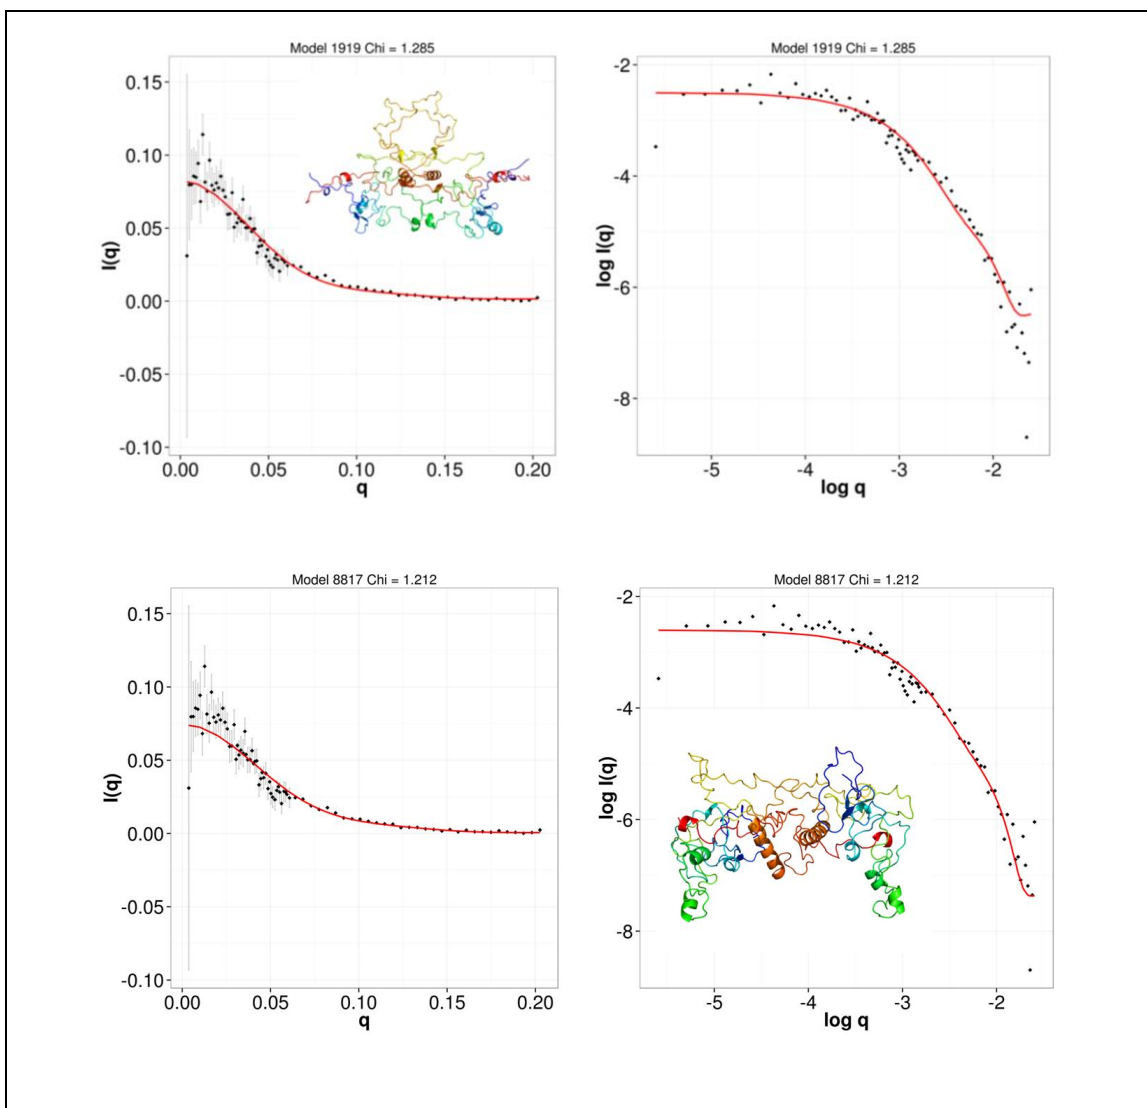 Model 1919 Chi = 1.285
0.15
0.10
0.05
0.00
-0.05
-0.10
I(q)
0.00 0.05 0.10 0.15 0.20
q
Model 1919 Chi = 1.285
-2
-4
-6
-8
log I(q)
-5 -4 -3 -2
log q
Model 8817 Chi = 1.212
0.15
0.10
0.05
0.00
-0.05
-0.10
I(q)
0.00 0.05 0.10 0.15 0.20
q
Model 8817 Chi = 1.212
-2
-4
-6
-8
log I(q)
-5 -4 -3 -2
log q